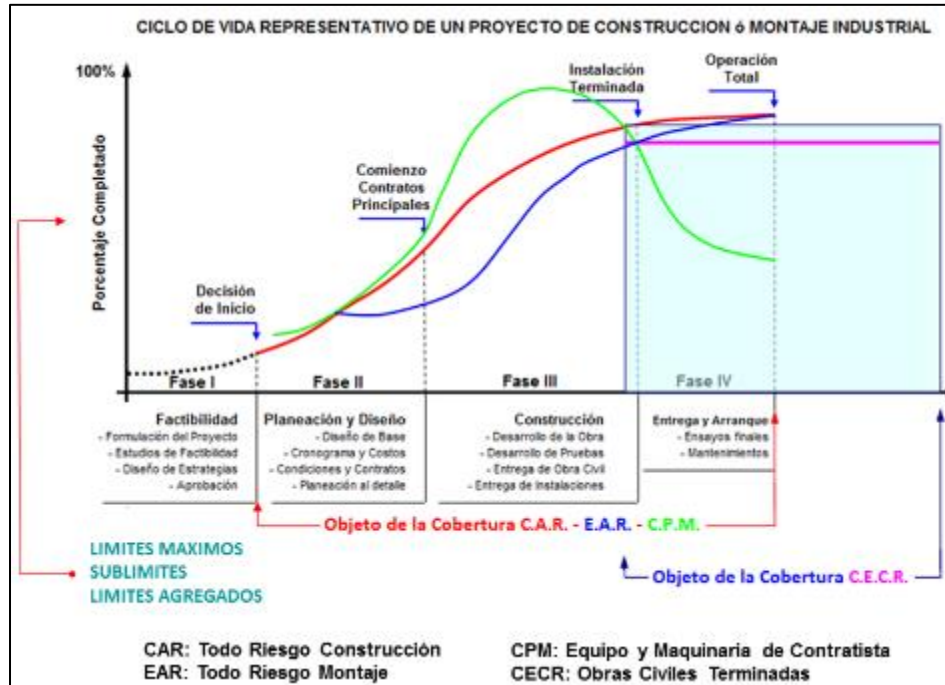 CICLO DE VIDA REPRESENTATIVO DE UN PROYECTO DE CONSTRUCCION ó MONTAJE INDUSTRIAL
100%
Porcentaje Completado
Decisión
de Inicio
Comienzo
Contratos
Principales
Instalación
Terminada
Operación
Total
Fase I
Fase II
Fase III
Fase IV
Factibilidad
- Formulación del Proyecto
- Estudios de Factibilidad
- Diseño de Estrategias
- Aprobación
Planeación y Diseño
- Diseño de Base
- Cronograma y Costos
- Condiciones y Contratos
- Planeación al detalle
Construcción
- Desarrollo de la Obra
- Desarrollo de Pruebas
- Entrega de Obra Civil
- Entrega de Instalaciones
Entrega y Arranque
- Ensayos finales
- Mantenimientos
Objeto de la Cobertura C.A.R. - E.A.R. - C.P.M.
Objeto de la Cobertura C.E.C.R.
LIMITES MAXIMOS
SUBLIMITES
LIMITES AGREGADOS
CAR: Todo Riesgo Construcción
EAR: Todo Riesgo Montaje
CPM: Equipo y Maquinaria de Contratista
CECR: Obras Civiles Terminadas